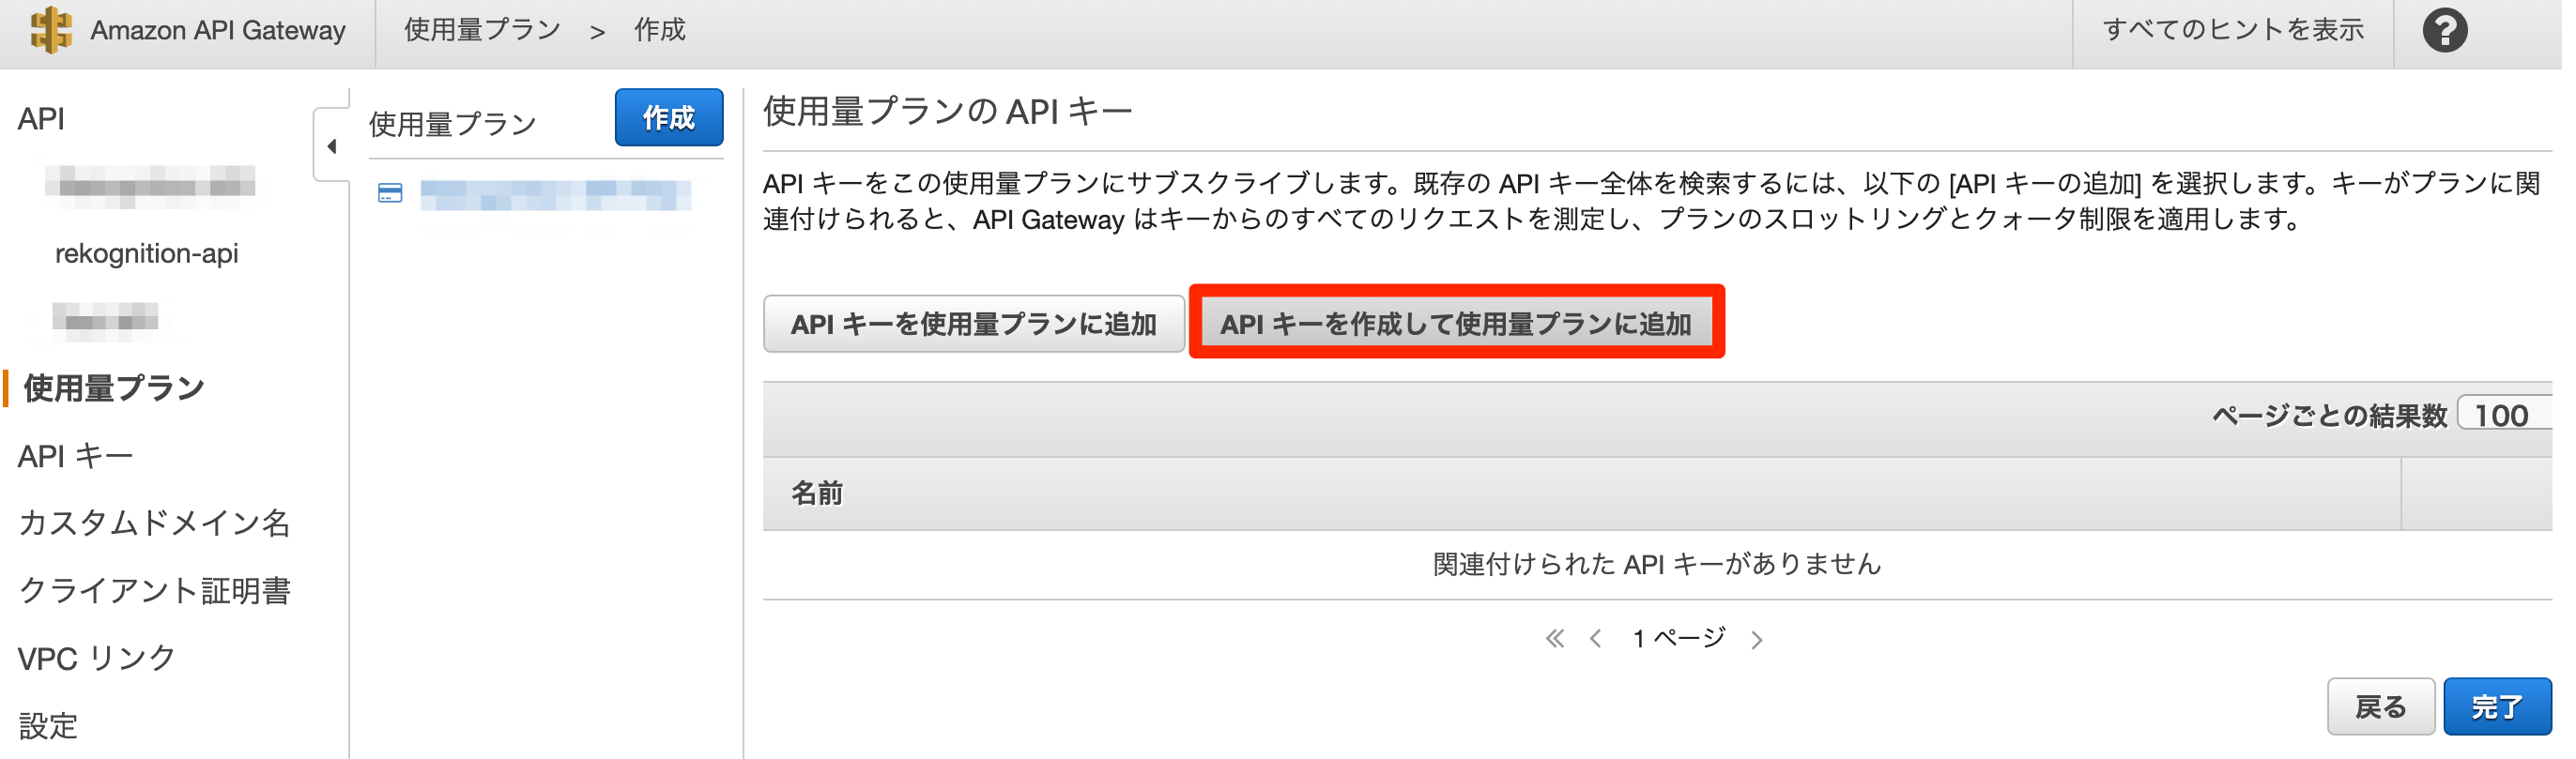 Amazon API Gateway
使用量プラン > 作成
すべてのヒントを表示
?
API
rekognition-api
使用量プラン
API キー
カスタムドメイン名
クライアント証明書
VPC リンク
設定
使用量プラン
作成
使用量プランの API キー
API キーをこの使用量プランにサブスクライブします。既存の API キー全体を検索するには、以下の [API キーの追加] を選択します。キーがプランに関
連付けられると、API Gateway はキーからのすべてのリクエストを測定し、プランのスロットリングとクォータ制限を適用します。
API キーを使用量プランに追加
API キーを作成して使用量プランに追加
ページごとの結果数 100
名前
関連付けられた API キーがありません
« < 1 ページ >
戻る
完了